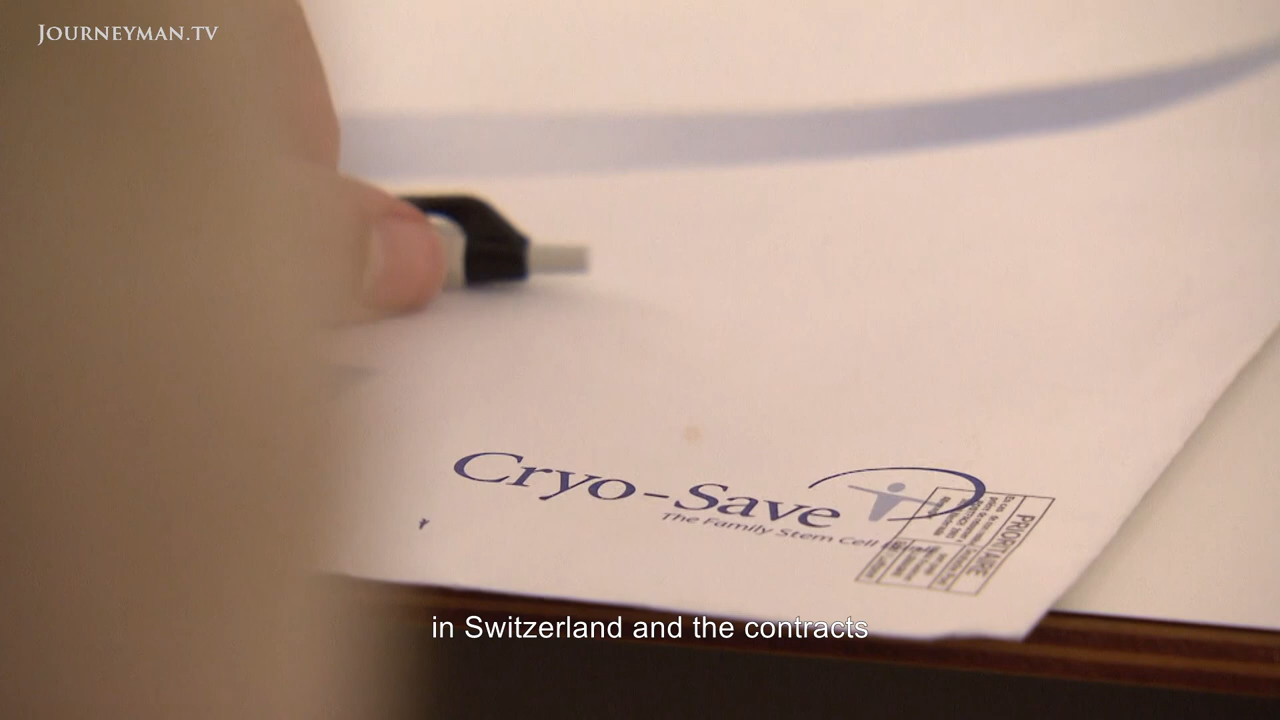 JOURNEYMAN.TV
Cryo-Save
The Family Stem Cell
PRIORITAIRE
in Switzerland and the contracts